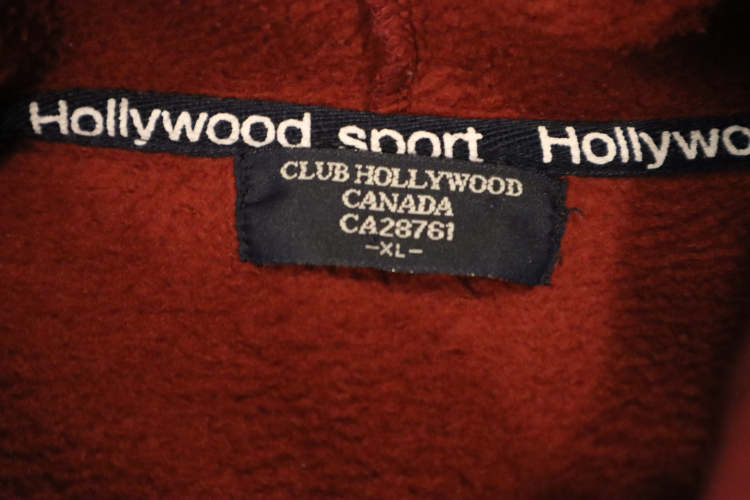 Hollywood sport Hollywo
CLUB HOLLYWOOD
CANADA
CA28761
-XL-